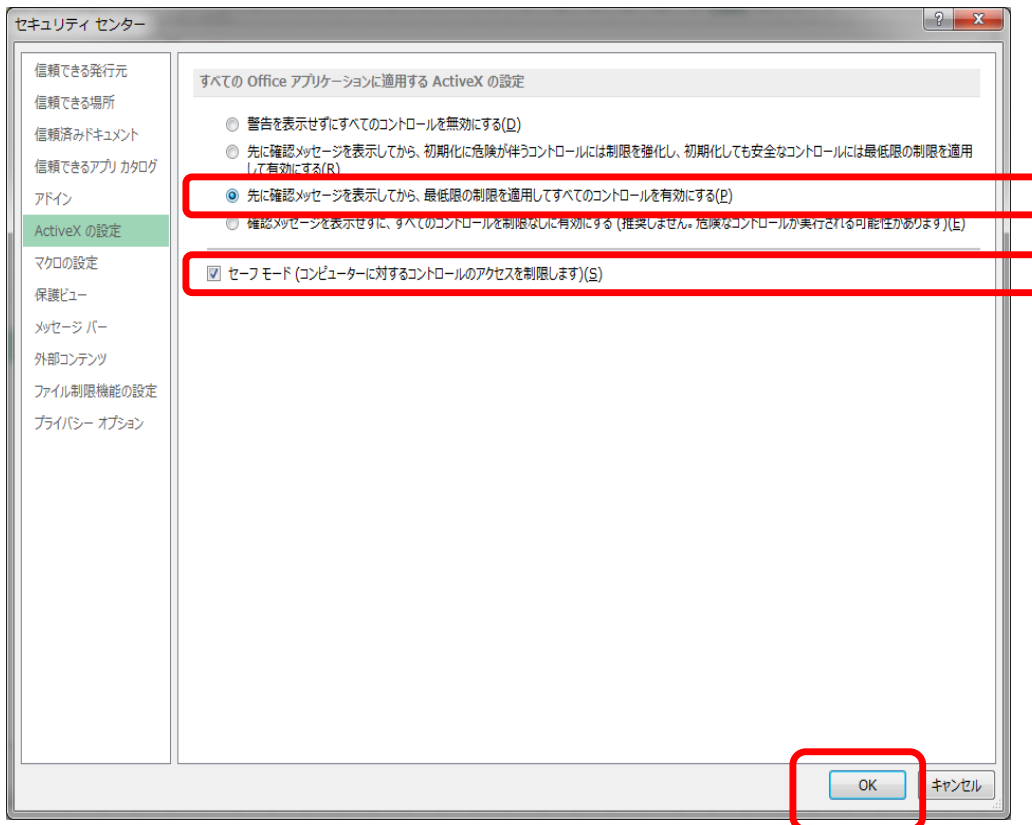 セキュリティ センター
信頼できる発行元
信頼できる場所
信頼済みドキュメント
信頼できるアプリ カタログ
アドイン
ActiveX の設定
マクロの設定
保護ビュー
メッセージ バー
外部コンテンツ
ファイル制限機能の設定
プライバシー オプション
すべての Office アプリケーションに適用する ActiveX の設定
警告を表示せずにすべてのコントロールを無効にする(D)
先に確認メッセージを表示してから、初期化に危険が伴うコントロールには制限を強化し、初期化しても安全なコントロールには最低限の制限を適用
して有効にする(R)
先に確認メッセージを表示してから、最低限の制限を適用してすべてのコントロールを有効にする(P)
確認メッセージを表示せずに、すべてのコントロールを制限なしに有効にする (推奨しません。危険なコントロールが実行される可能性があります)(E)
セーフ モード (コンピューターに対するコントロールのアクセスを制限します)(S)
OK
キャンセル